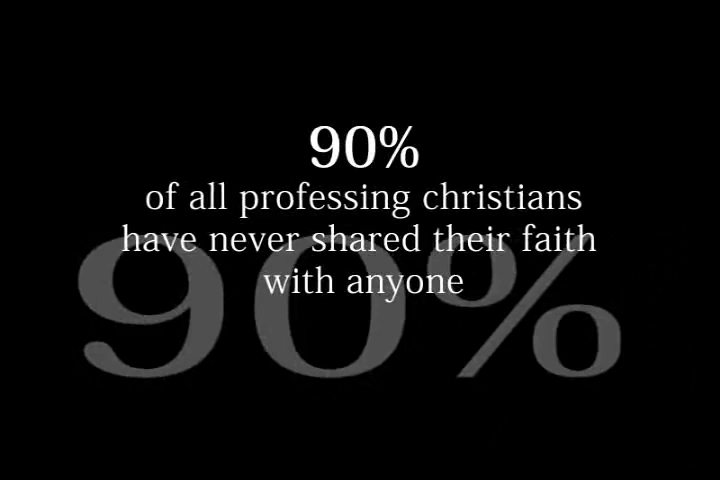 90%
of all professing christians
have never shared their faith
with anyone
90%